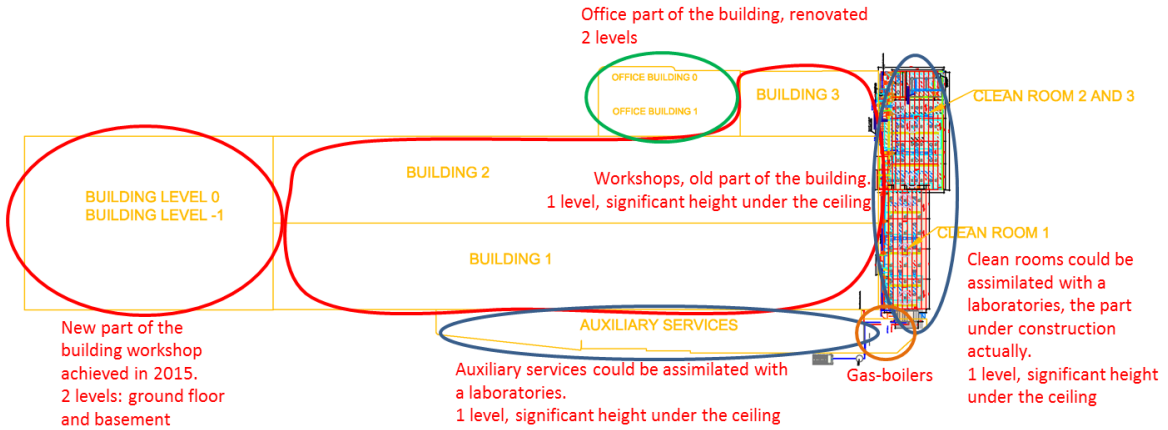 Office part of the building, renovated
2 levels
OFFICE BUILDING 0
OFFICE BUILDING 1
BUILDING 3
CLEAN ROOM 2 AND 3
BUILDING 2
Workshops, old part of the building.
1 level, significant height under the ceiling
BUILDING LEVEL 0
BUILDING LEVEL -1
CLEAN ROOM 1
BUILDING 1
Clean rooms could be
assimilated with a
laboratories, the part
under construction
actually.
1 level, significant height
under the ceiling
AUXILIARY SERVICES
New part of the
building workshop
achieved in 2015.
2 levels: ground floor
and basement
Auxiliary services could be assimilated with
a laboratories.
1 level, significant height under the ceiling
Gas-boilers